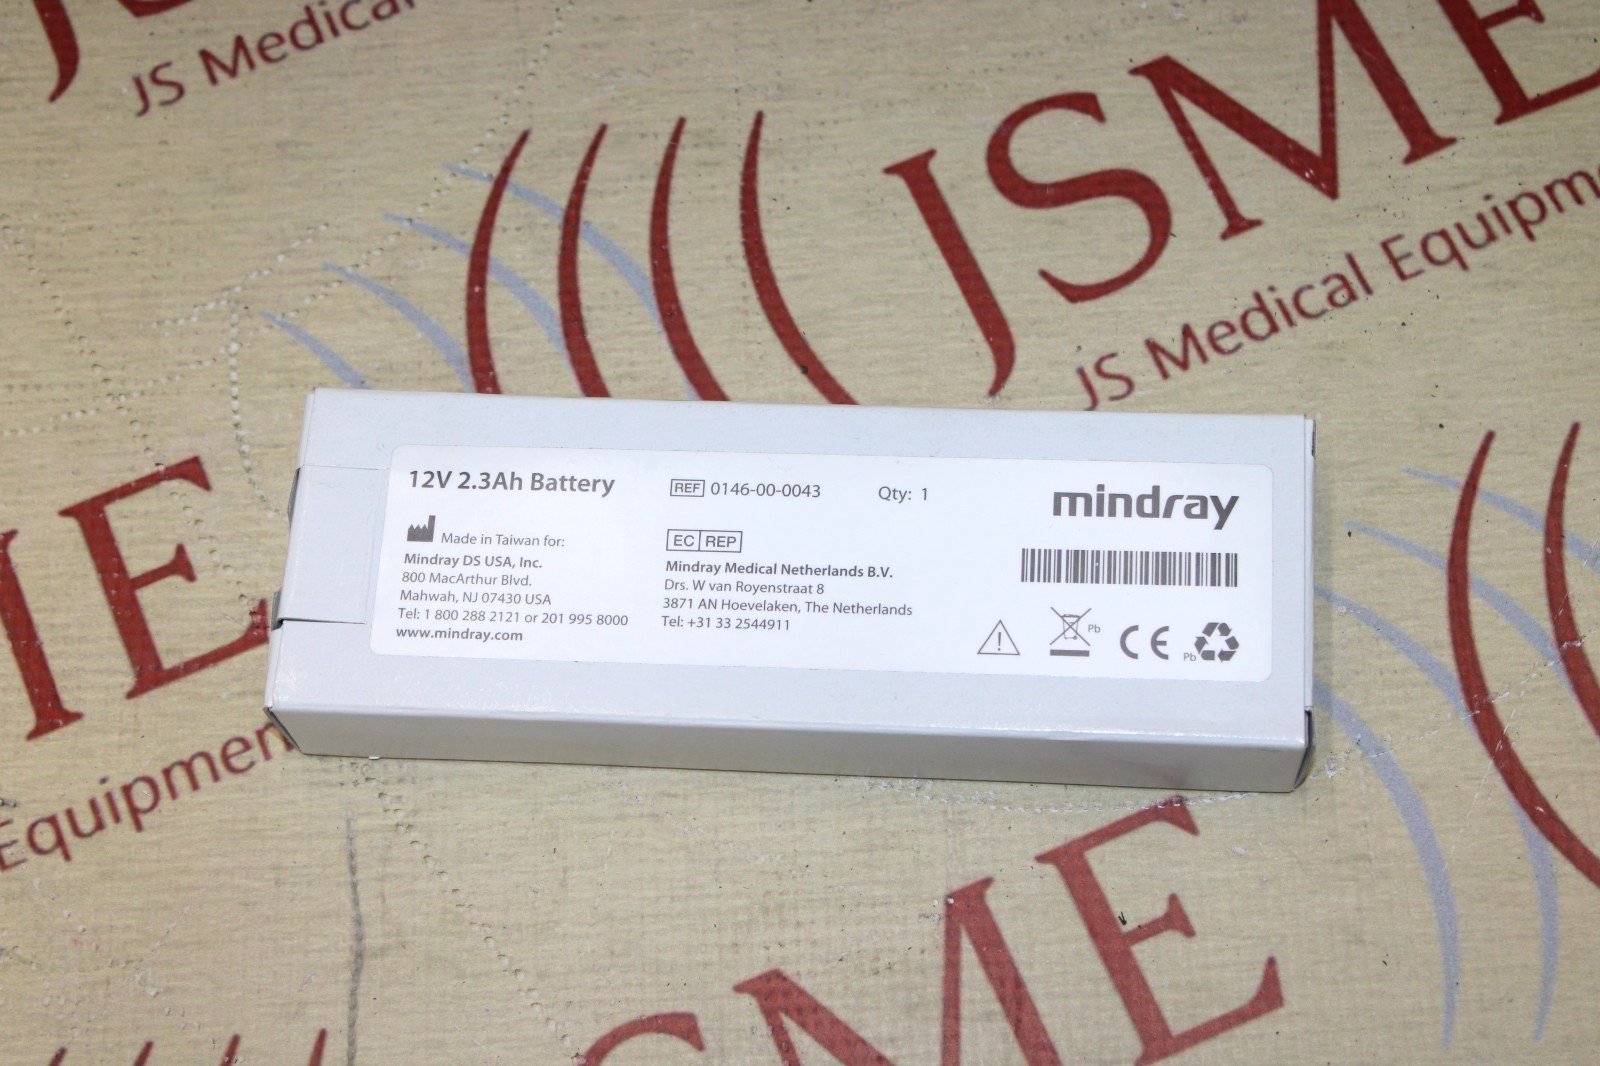 JS Medical
JSME
JS Medical Equipm
12V 2.3Ah Battery
REF 0146-00-0043
Qty: 1
mindray
Made in Taiwan for:
Mindray DS USA, Inc.
800 MacArthur Blvd.
Mahwah, NJ 07430 USA
Tel: 1 800 288 2121 or 201 995 8000
www.mindray.com
EC REP
Mindray Medical Netherlands B.V.
Drs. W van Royenstraat 8
3871 AN Hoevelaken, The Netherlands
Tel: +31 33 2544911
Pb
CE
Pb
ME
Equipmen
SME